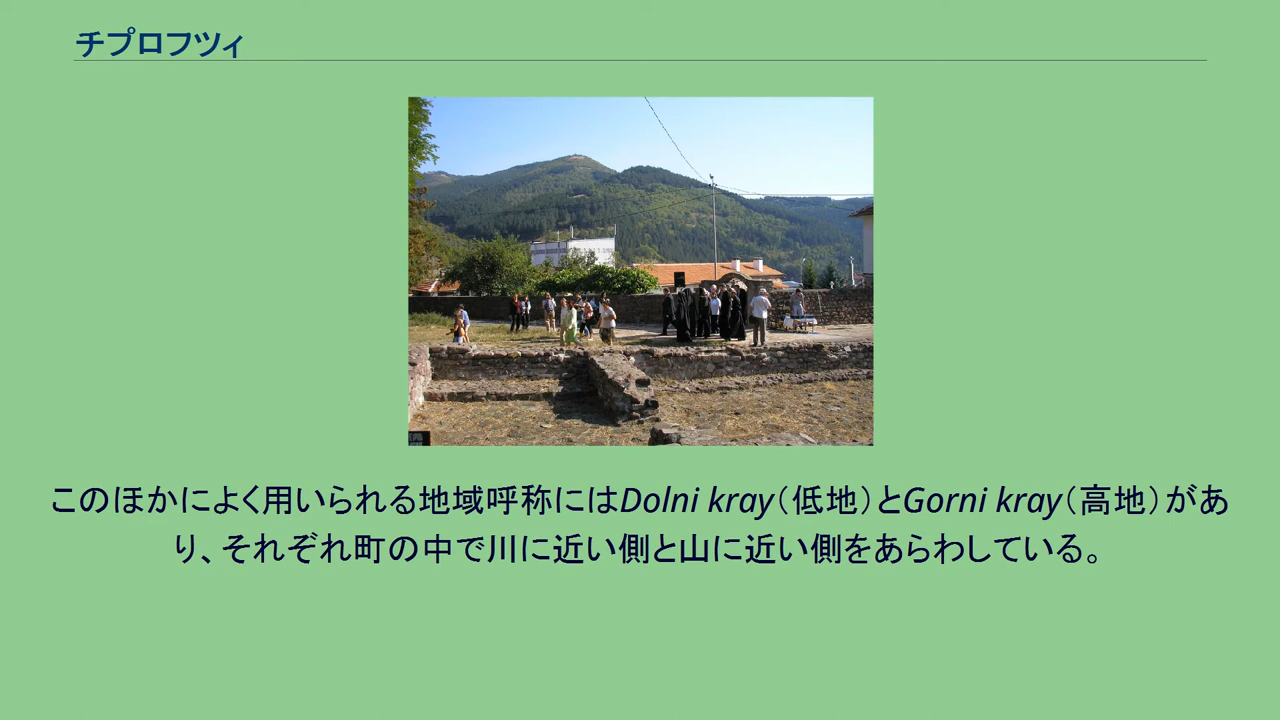 チプロフツィ
このほかによく用いられる地域呼称にはDolni kray（低地）とGorni kray（高地）があ
り、それぞれ町の中で川に近い側と山に近い側をあらわしている。